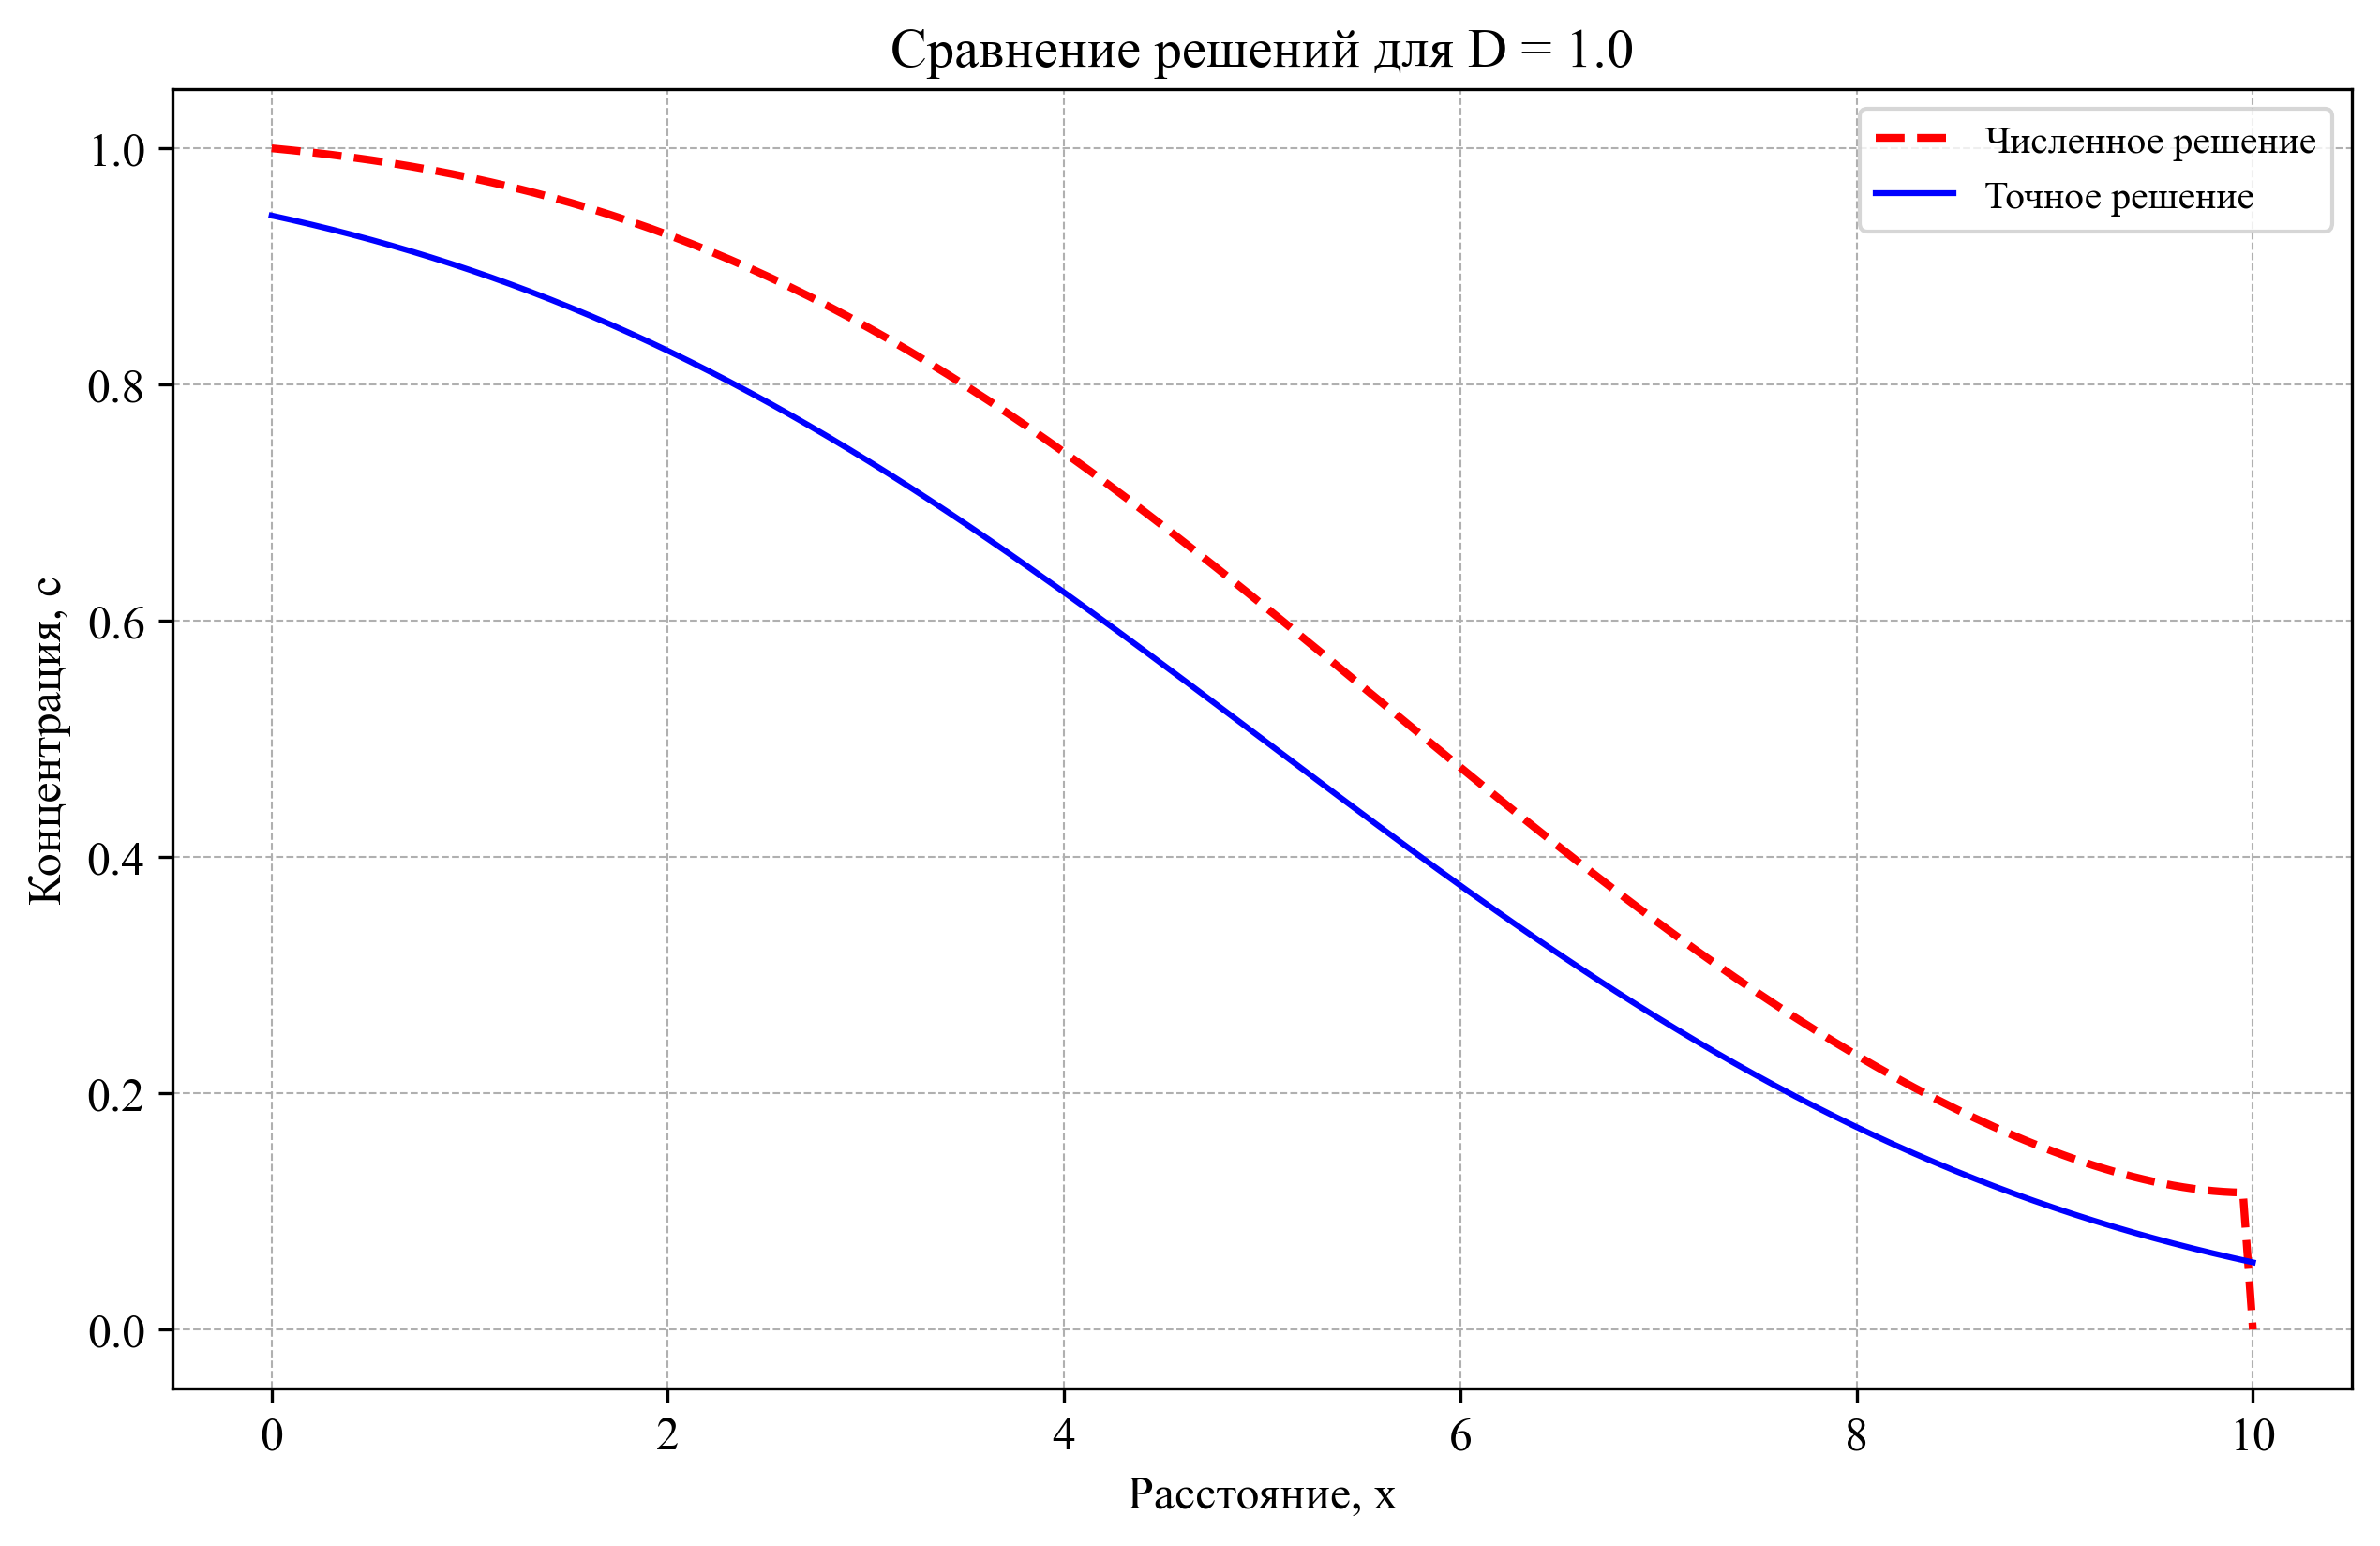 Сравнение решений для D = 1.0
Численное решение
Точное решение
Концентрация, c
1.0
0.8
0.6
0.4
0.2
0.0
0 2 4 6 8 10
Расстояние, x